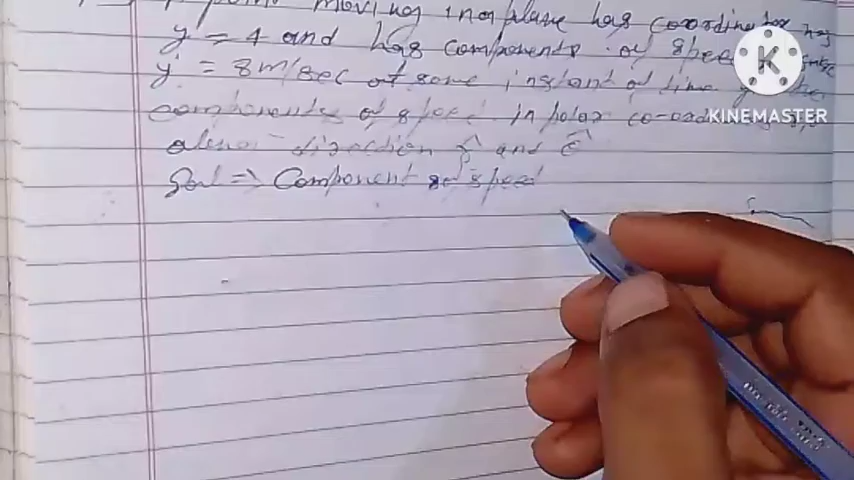 point moving in a plane has coordinates
y = 4 and has components of speed
y = 8 m/sec at some instant of time
components of speed in polar co-ordinates
along direction r̂ and θ̂
Sol => Component of speed
KINEMASTER